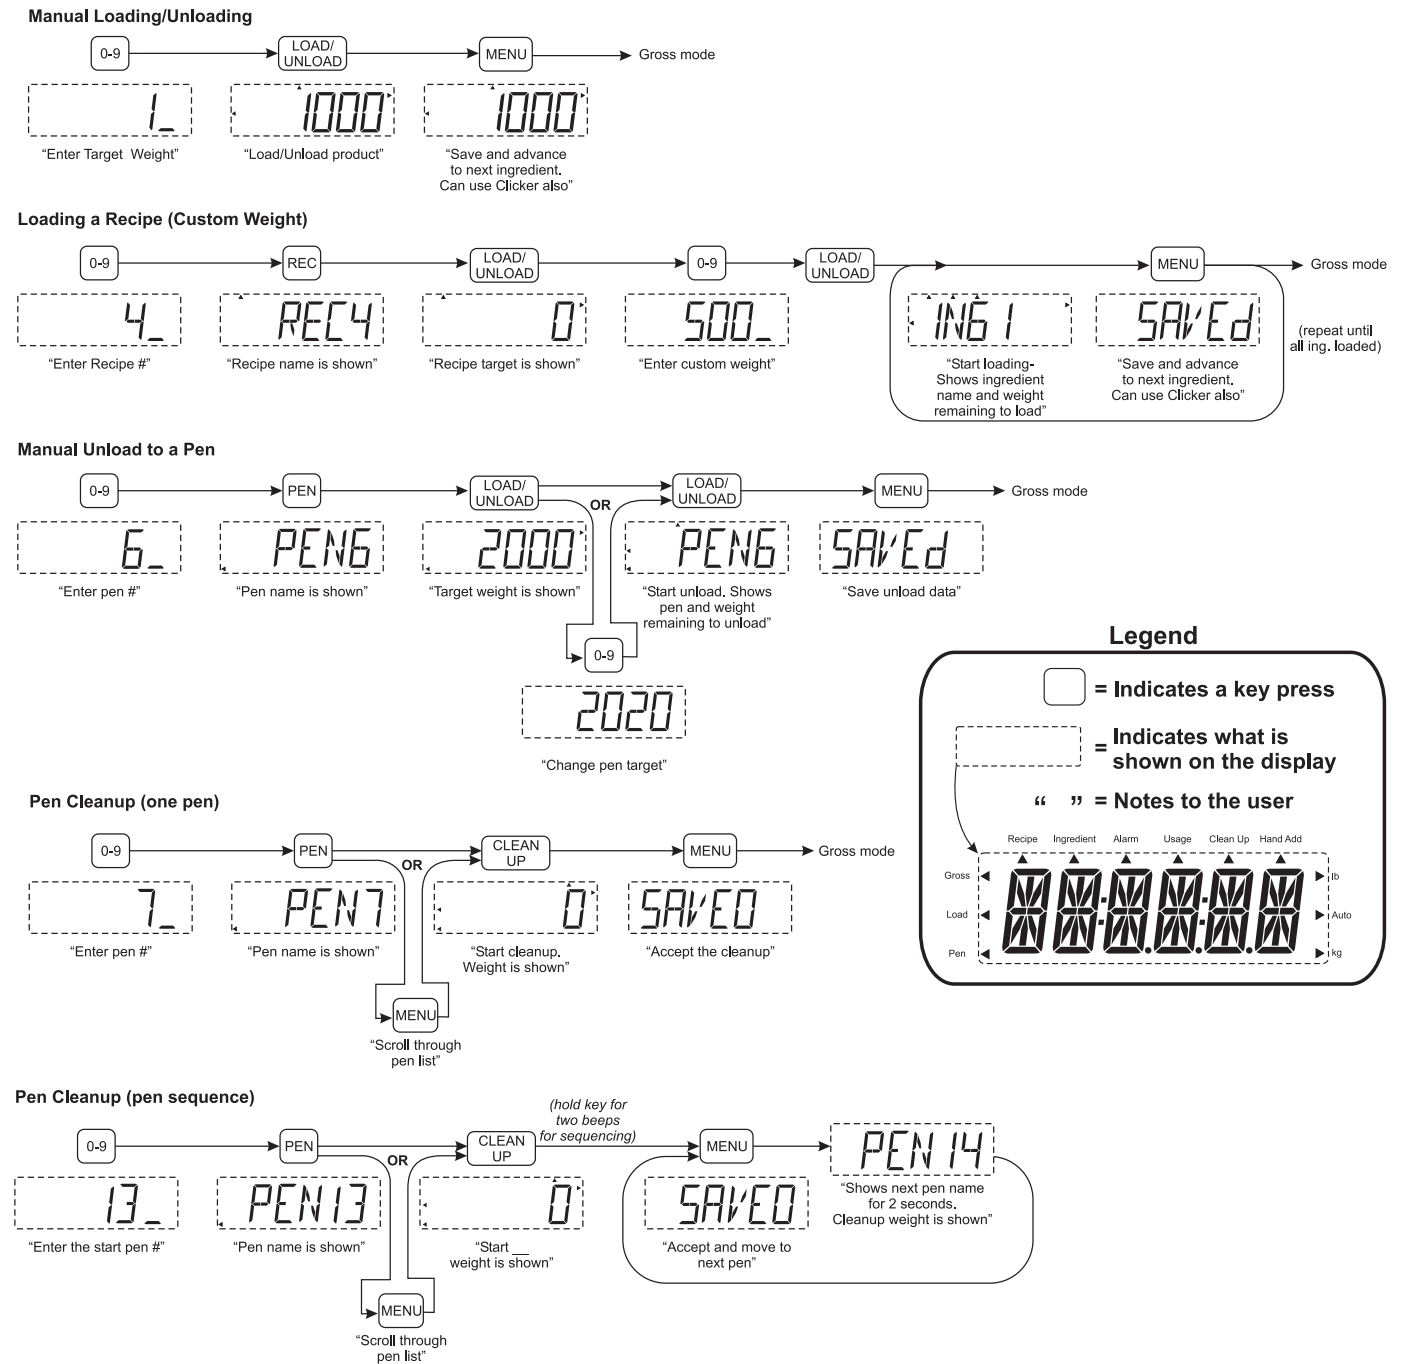 Manual Loading/Unloading
0-9
LOAD/
UNLOAD
MENU
Gross mode
1_
1000
1000
“Enter Target Weight”
“Load/Unload product”
“Save and advance
to next ingredient.
Can use Clicker also”
Loading a Recipe (Custom Weight)
0-9
REC
LOAD/
UNLOAD
0-9
LOAD/
UNLOAD
MENU
Gross mode
4_
REC4
0
500_
ING 1
SAVEd
(repeat until
all ing. loaded)
“Enter Recipe #”
“Recipe name is shown”
“Recipe target is shown”
“Enter custom weight”
“Start loading-
Shows ingredient
name and weight
remaining to load”
“Save and advance
to next ingredient.
Can use Clicker also”
Manual Unload to a Pen
0-9
PEN
LOAD/
UNLOAD
OR
LOAD/
UNLOAD
MENU
Gross mode
6_
PEN6
2000
PEN6
SAVEd
“Enter pen #”
“Pen name is shown”
“Target weight is shown”
“Start unload. Shows
pen and weight
remaining to unload”
“Save unload data”
0-9
2020
“Change pen target”
Legend
= Indicates a key press
= Indicates what is
shown on the display
“ ” = Notes to the user
Recipe Ingredient Alarm Usage Clean Up Hand Add
Gross
lb
Load
Auto
Pen
kg
Pen Cleanup (one pen)
0-9
PEN
OR
CLEAN
UP
MENU
Gross mode
7_
PEN7
0
SAVEO
“Enter pen #”
“Pen name is shown”
“Start cleanup.
Weight is shown”
“Accept the cleanup”
MENU
“Scroll through
pen list”
Pen Cleanup (pen sequence)
0-9
PEN
OR
CLEAN
UP
(hold key for
two beeps
for sequencing)
MENU
PEN 14
13_
PEN 13
0
SAVEO
“Shows next pen name
for 2 seconds.
Cleanup weight is shown”
“Enter the start pen #”
“Pen name is shown”
“Start __
weight is shown”
“Accept and move to
next pen”
MENU
“Scroll through
pen list”